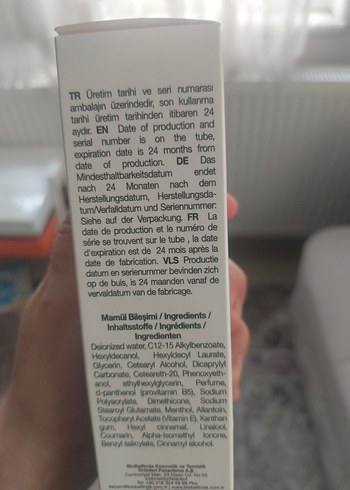 TR Üretim tarihi ve seri numarası
ambalajın üzerindedir, son kullanma
tarihi üretim tarihinden itibaren 24
aydır. EN Date of production and
serial number is on the tube,
expiration date is 24 months from
date of production. DE Das
Mindesthaltbarkeitsdatum endet
nach 24 Monaten nach dem
Herstellungsdatum, Herstellungsda-
tum/Verfalldatum und Seriennummer:
Siehe auf der Verpackung. FR La
date de production et le numéro de
série se trouvent sur le tube , la date
d'expiration est de 24 mois après la
date de fabrication. VLS Productie
datum en serienummer bevinden zich
op de buis, is 24 maanden vanaf de
vervaldatum van de fabricage.
Mamül Bileşimi / Ingredients /
Inhaltsstoffe / Ingrédients /
Ingredienten
Deionized water, C12-15 Alkylbenzoate,
Hexyldecanol, Hexyldecyl Laurate,
Glycerin, Cetearyl Alcohol, Dicaprylyl
Carbonate, Ceteareth-20, Phenoxyeth-
anol, ethylhexylglycerin, Perfume,
d-panthenol (provitamin B5), Sodium
Polyacrylate, Dimethicone, Sodium
Stearoyl Glutamate, Menthol, Allantoin,
Tocopheryl Acetate (Vitamin E), Xanthan
gum, Hexyl cinnamal, Linalool,
Coumarin, Alpha-isomethyl Ionone,
Benzyl salicylate, Cinnamyl alcohol.